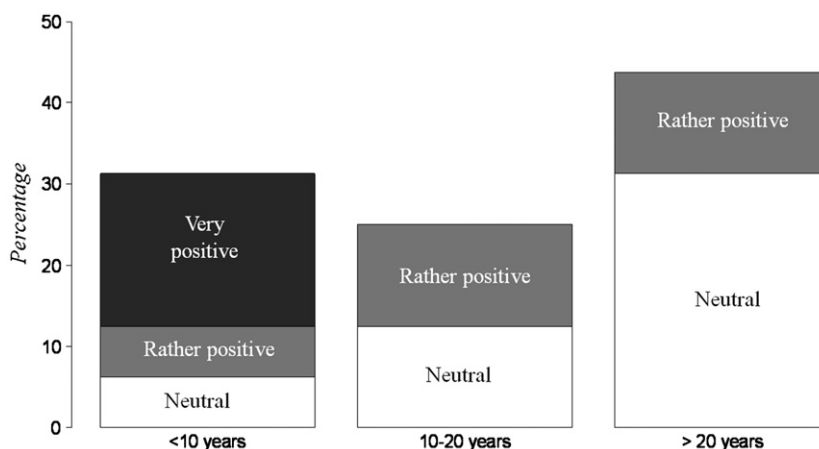 50
40
30
20
10
0
Percentage
Very
positive
Rather positive
Neutral
Rather positive
Neutral
Rather positive
Neutral
<10 years
10-20 years
> 20 years